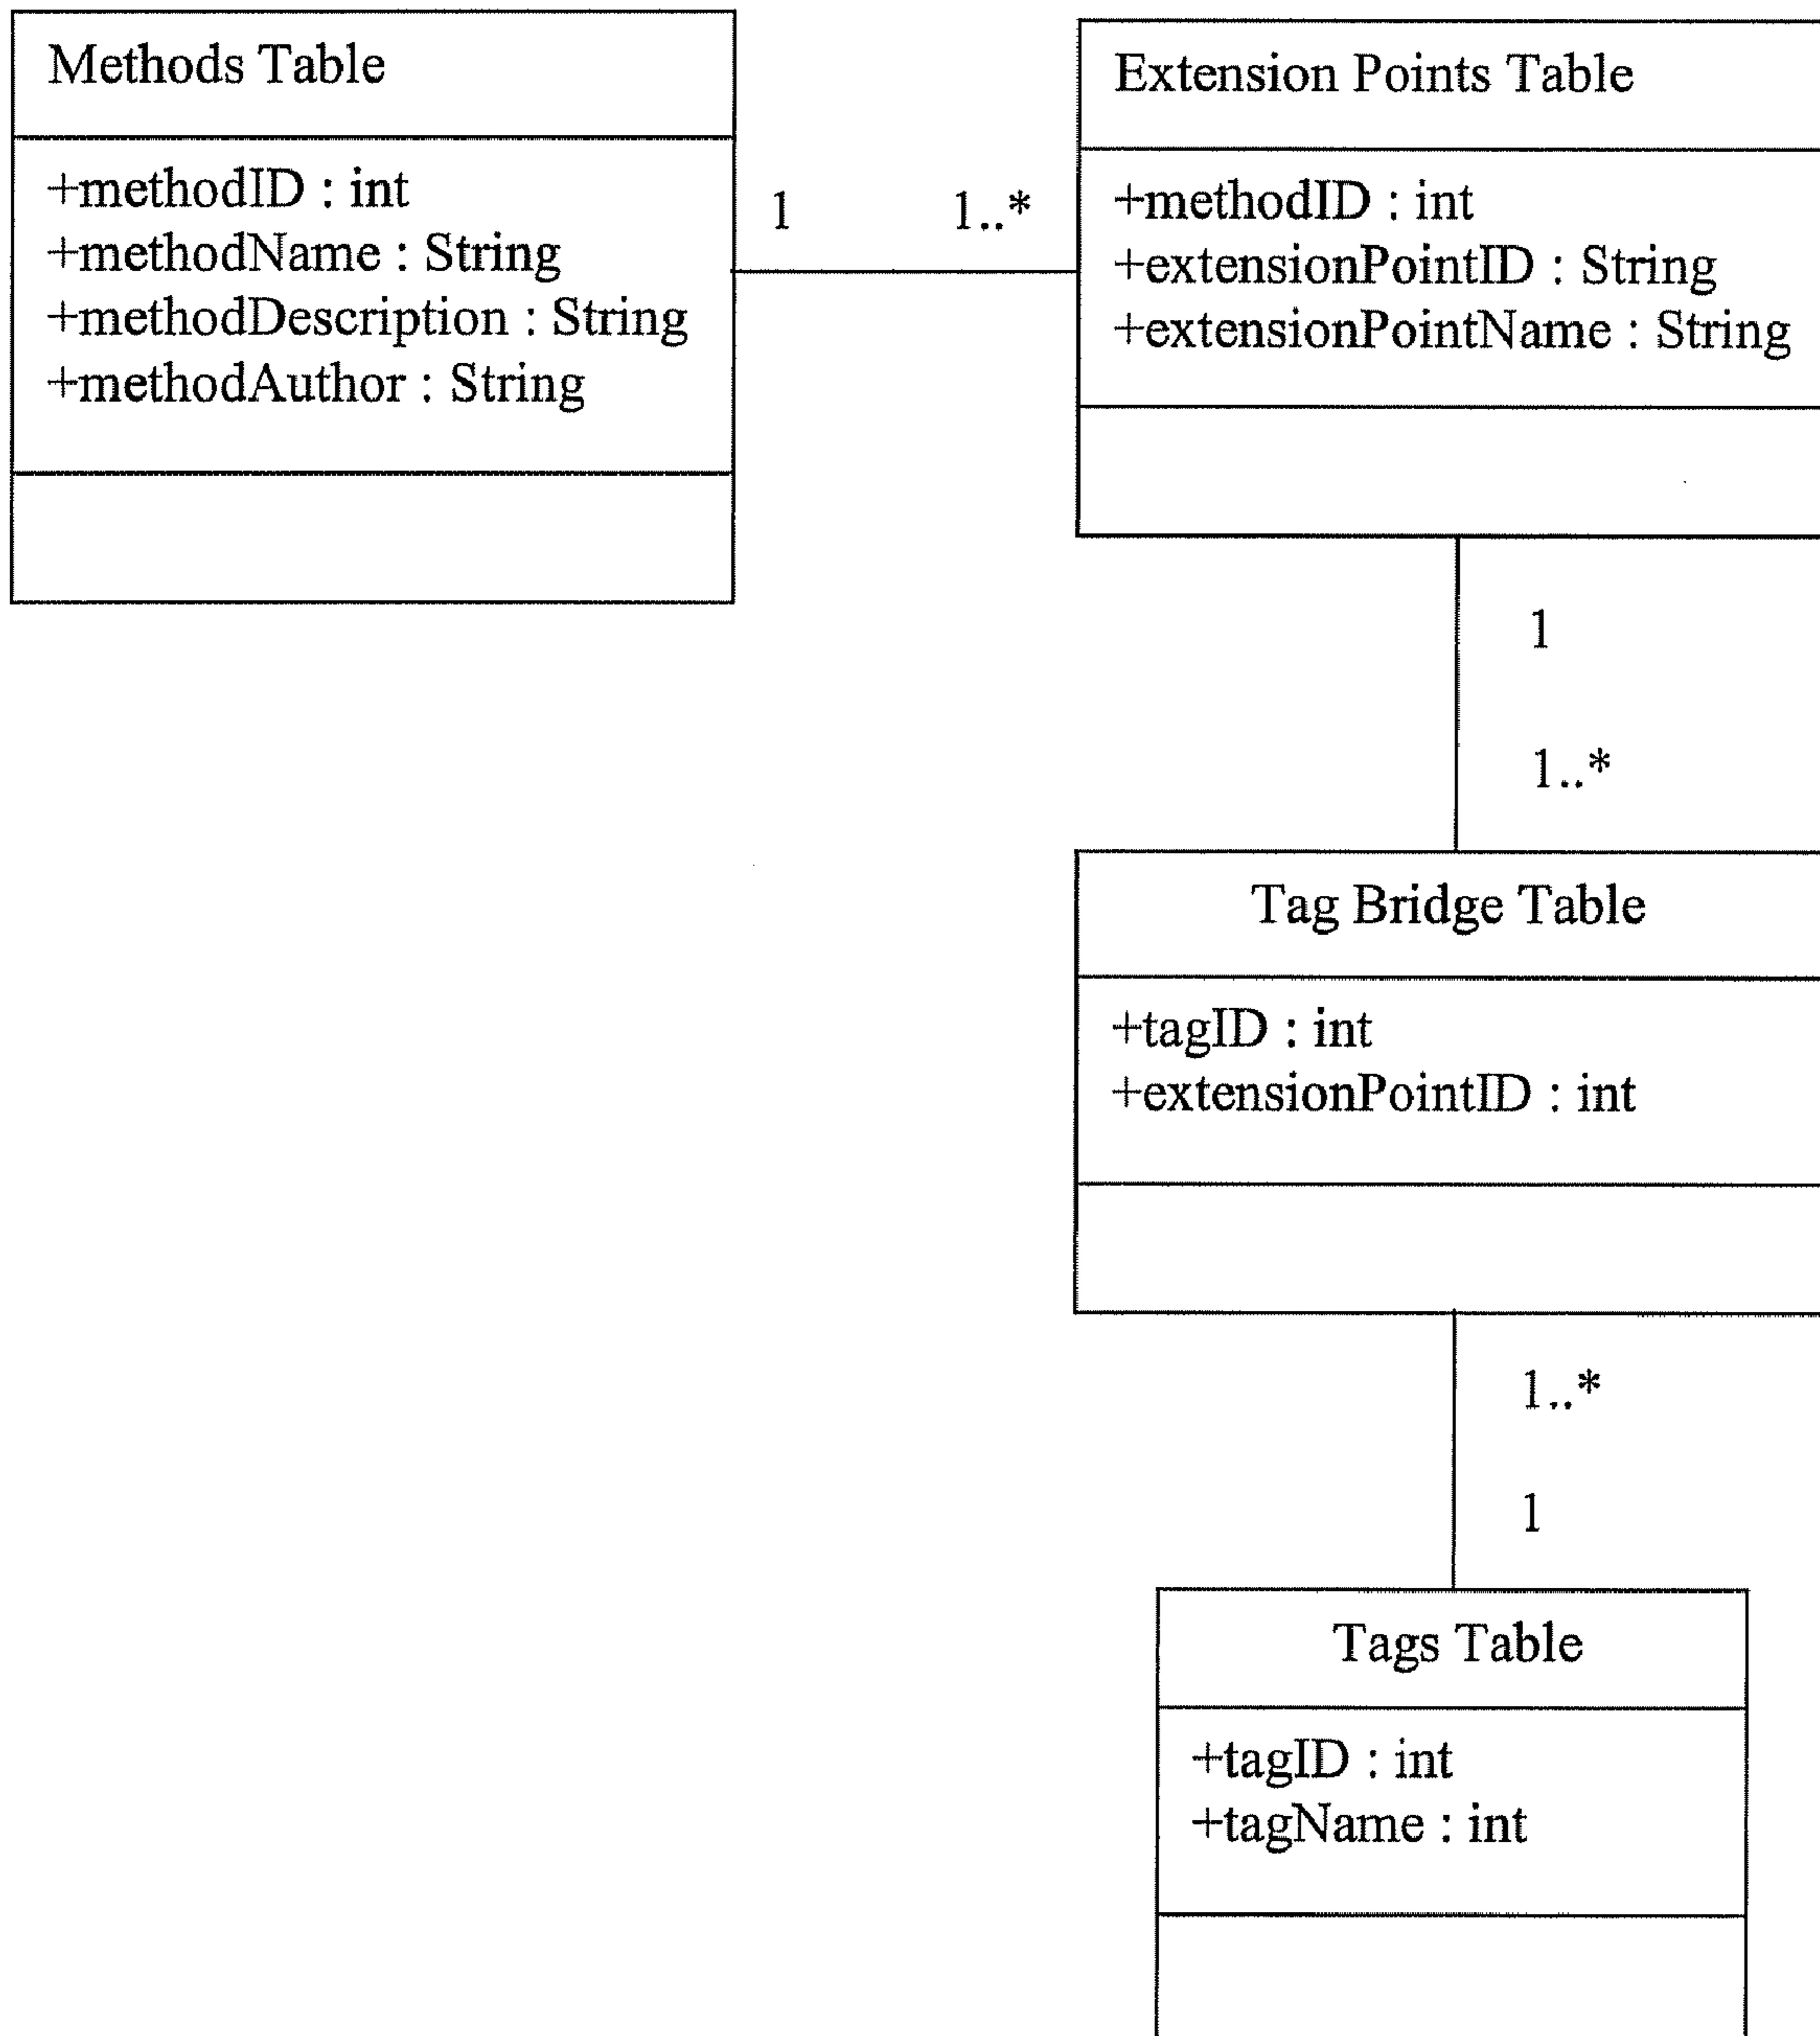 Methods Table
+methodID : int
+methodName : String
+methodDescription : String
+methodAuthor : String
1
1..*
Extension Points Table
+methodID : int
+extensionPointID : String
+extensionPointName : String
1
1..*
Tag Bridge Table
+tagID : int
+extensionPointID : int
1..*
1
Tags Table
+tagID : int
+tagName : int